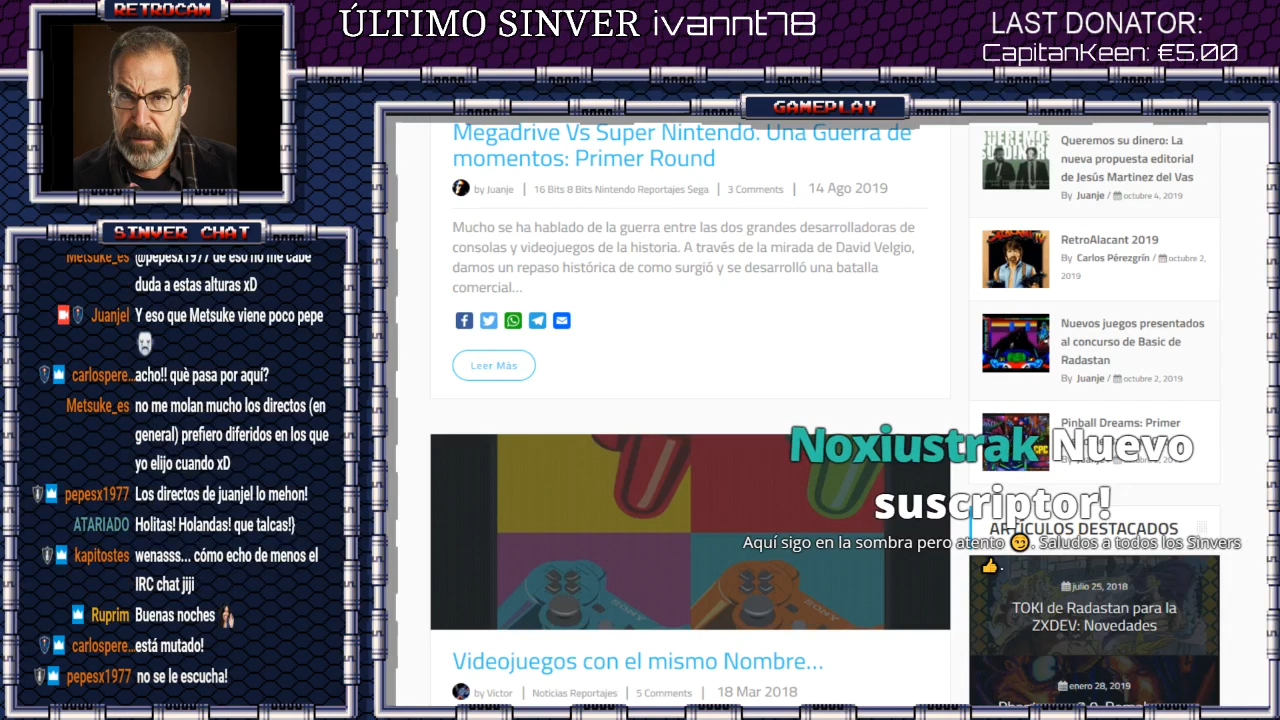 RETROCAM
ÚLTIMO SINVER ivannt78
LAST DONATOR:
CapitanKeen: €5.00
SINVER CHAT
Metsuke_es @pepesx1977 de eso no me cabe
duda a estas alturas xD
Juanjel Y eso que Metsuke viene poco pepe
carlospere... acho!! què pasa por aquí?
Metsuke_es no me molan mucho los directos (en
general) prefiero diferidos en los que
yo elijo cuando xD
pepesx1977 Los directos de juanjel lo mehon!
ATARIADO Holitas! Holandas! que talcas!}
kapitostes wenasss... cómo echo de menos el
IRC chat jiji
Ruprim Buenas noches
carlospere... está mutado!
pepesx1977 no se le escucha!
GAMEPLAY
Megadrive Vs Super Nintendo. Una Guerra de
momentos: Primer Round
by Juanje | 16 Bits 8 Bits Nintendo Reportajes Sega | 3 Comments | 14 Ago 2019
Mucho se ha hablado de la guerra entre las dos grandes desarrolladoras de
consolas y videojuegos de la historia. A través de la mirada de David Velgio,
damos un repaso histórico de como surgió y se desarrolló una batalla
comercial...
Leer Más
Videojuegos con el mismo Nombre...
by Victor | Noticias Reportajes | 5 Comments | 18 Mar 2018
Queremos su dinero: La
nueva propuesta editorial
de Jesús Martinez del Vas
By Juanje / octubre 4, 2019
RetroAlacant 2019
By Carlos Pérezgrín / octubre 2,
2019
Nuevos juegos presentados
al concurso de Basic de
Radastan
By Juanje / octubre 2, 2019
Pinball Dreams: Primer
Noxiustrak Nuevo
suscriptor!
ARTÍCULOS DESTACADOS
Aquí sigo en la sombra pero atento 😉. Saludos a todos los Sinvers
👍.
julio 25, 2018
TOKI de Radastan para la
ZXDEV: Novedades
enero 28, 2019